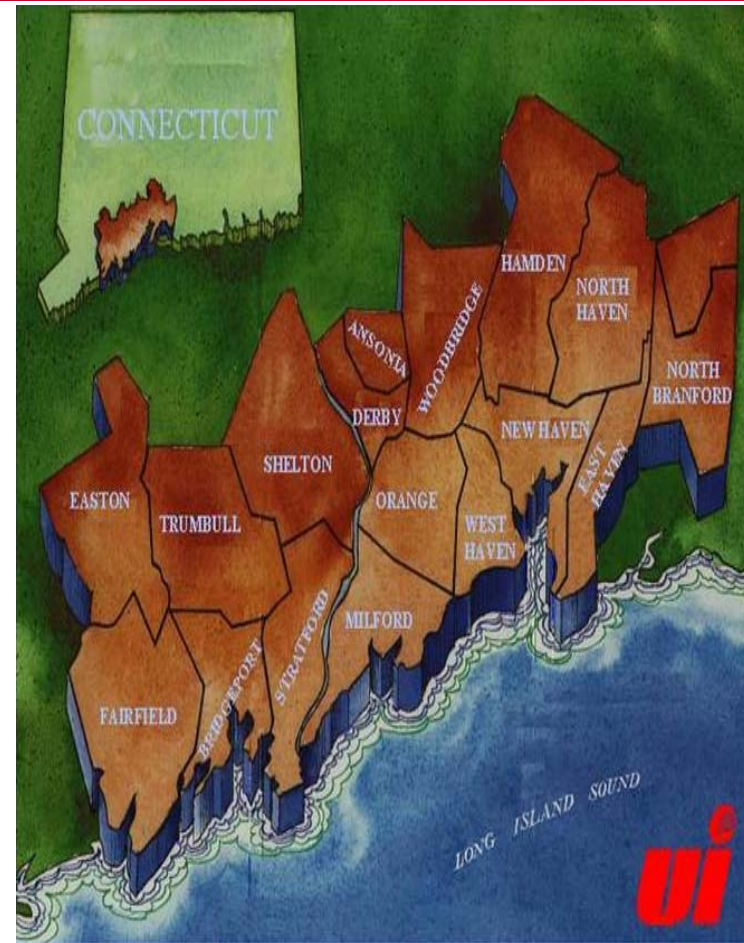 CONNECTICUT
HAMDEN
NORTH
HAVEN
WOODBRIDGE
ANSONIA
NORTH
BRANFORD
DERBY
NEW HAVEN
EAST
HAVEN
SHELTON
EASTON
ORANGE
TRUMBULL
WEST
HAVEN
STRATFORD
MILFORD
BRIDGEPORT
FAIRFIELD
LONG ISLAND SOUND
ui